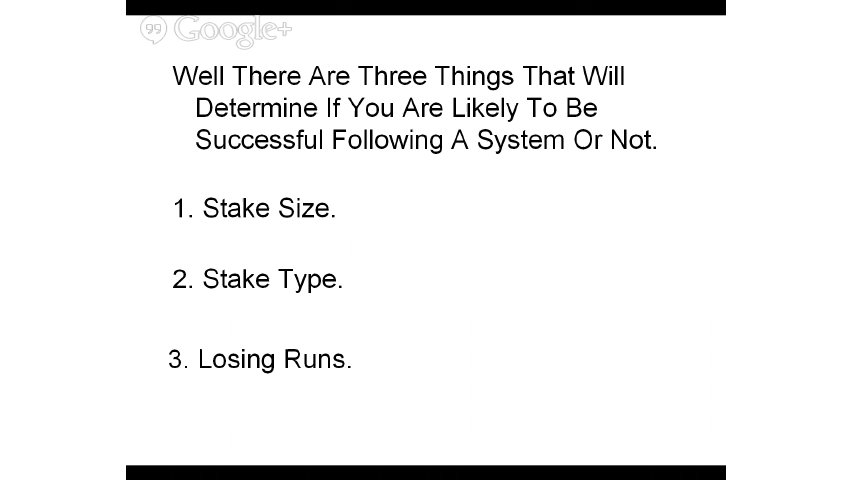 Google+
Well There Are Three Things That Will
Determine If You Are Likely To Be
Successful Following A System Or Not.
1. Stake Size.
2. Stake Type.
3. Losing Runs.